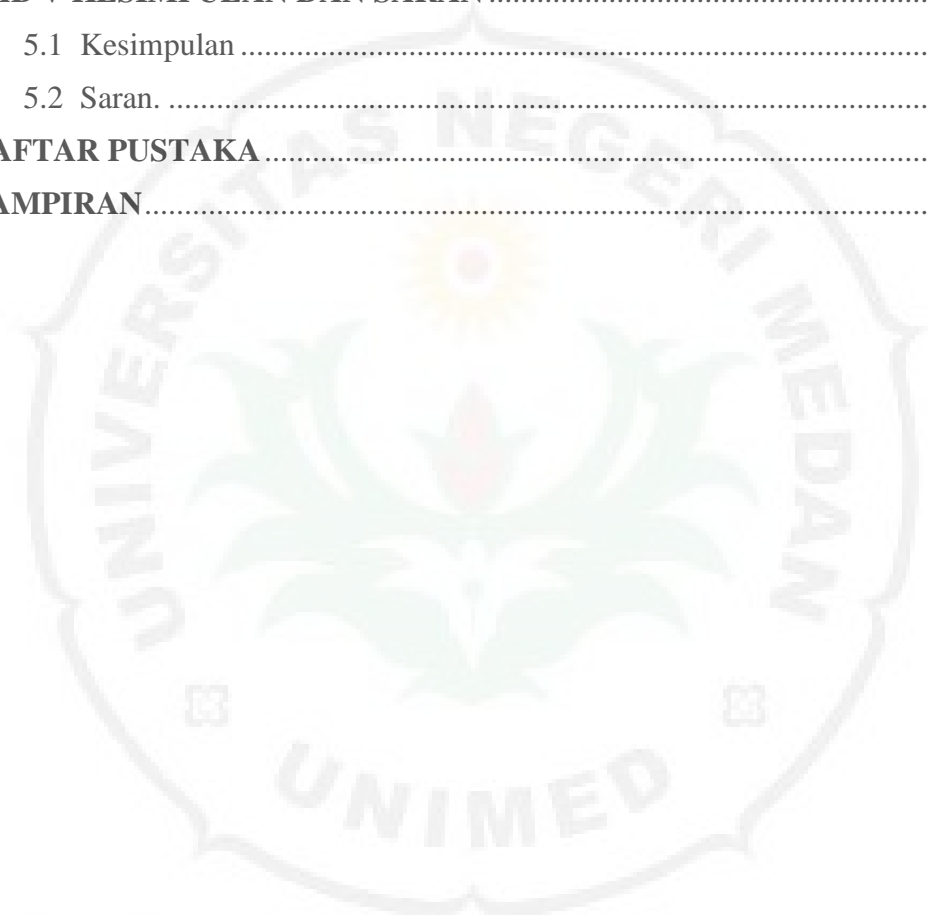 5.1 Kesimpulan ..........................................................................................
5.2 Saran. ...................................................................................................
AFTAR PUSTAKA ...................................................................................
AMPIRAN ..................................................................................................
UNIVERSITAS NEGERI MEDAN
UNIMED